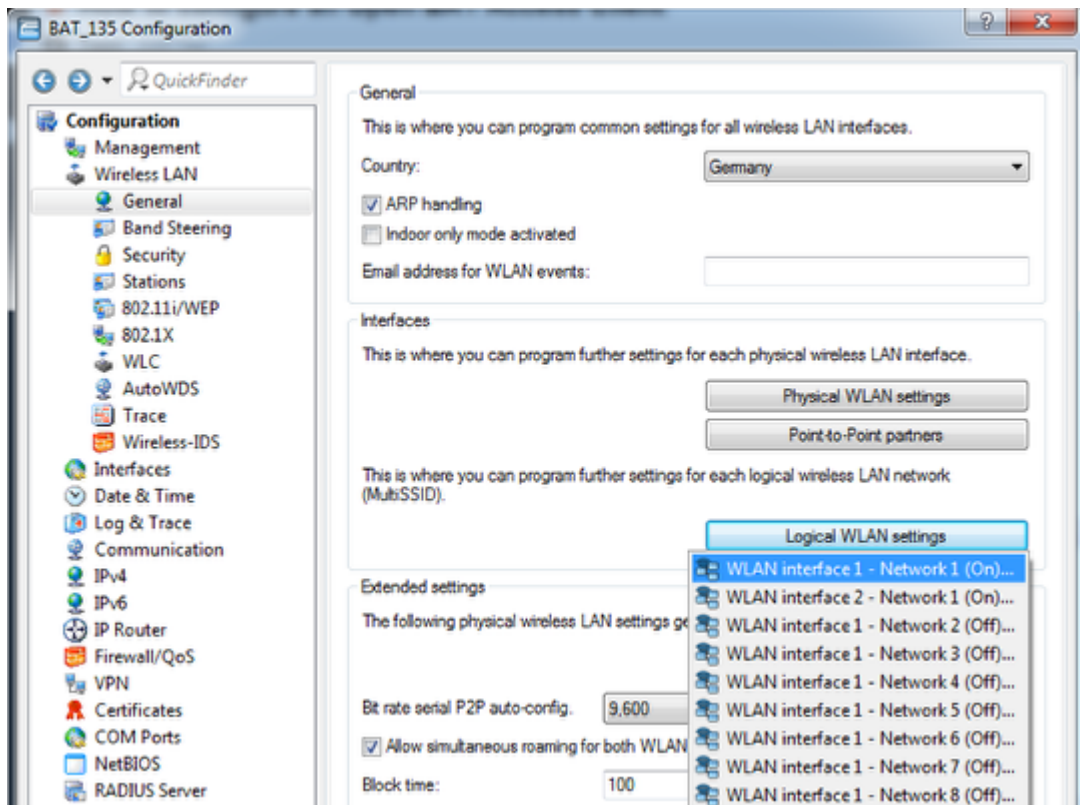 BAT_135 Configuration
QuickFinder
Configuration
Management
Wireless LAN
General
Band Steering
Security
Stations
802.11i/WEP
802.1X
WLC
AutoWDS
Trace
Wireless-IDS
Interfaces
Date & Time
Log & Trace
Communication
IPv4
IPv6
IP Router
Firewall/QoS
VPN
Certificates
COM Ports
NetBIOS
RADIUS Server
General
This is where you can program common settings for all wireless LAN interfaces.
Country:
Germany
ARP handling
Indoor only mode activated
Email address for WLAN events:
Interfaces
This is where you can program further settings for each physical wireless LAN interface.
Physical WLAN settings
Point-to-Point partners
This is where you can program further settings for each logical wireless LAN network
(MultiSSID).
Logical WLAN settings
WLAN interface 1 - Network 1 (On)...
WLAN interface 2 - Network 1 (On)...
WLAN interface 1 - Network 2 (Off)...
WLAN interface 1 - Network 3 (Off)...
WLAN interface 1 - Network 4 (Off)...
WLAN interface 1 - Network 5 (Off)...
WLAN interface 1 - Network 6 (Off)...
WLAN interface 1 - Network 7 (Off)...
WLAN interface 1 - Network 8 (Off)...
Extended settings
The following physical wireless LAN settings ge
Bit rate serial P2P auto-config.
9,600
Allow simultaneous roaming for both WLAN
Block time:
100